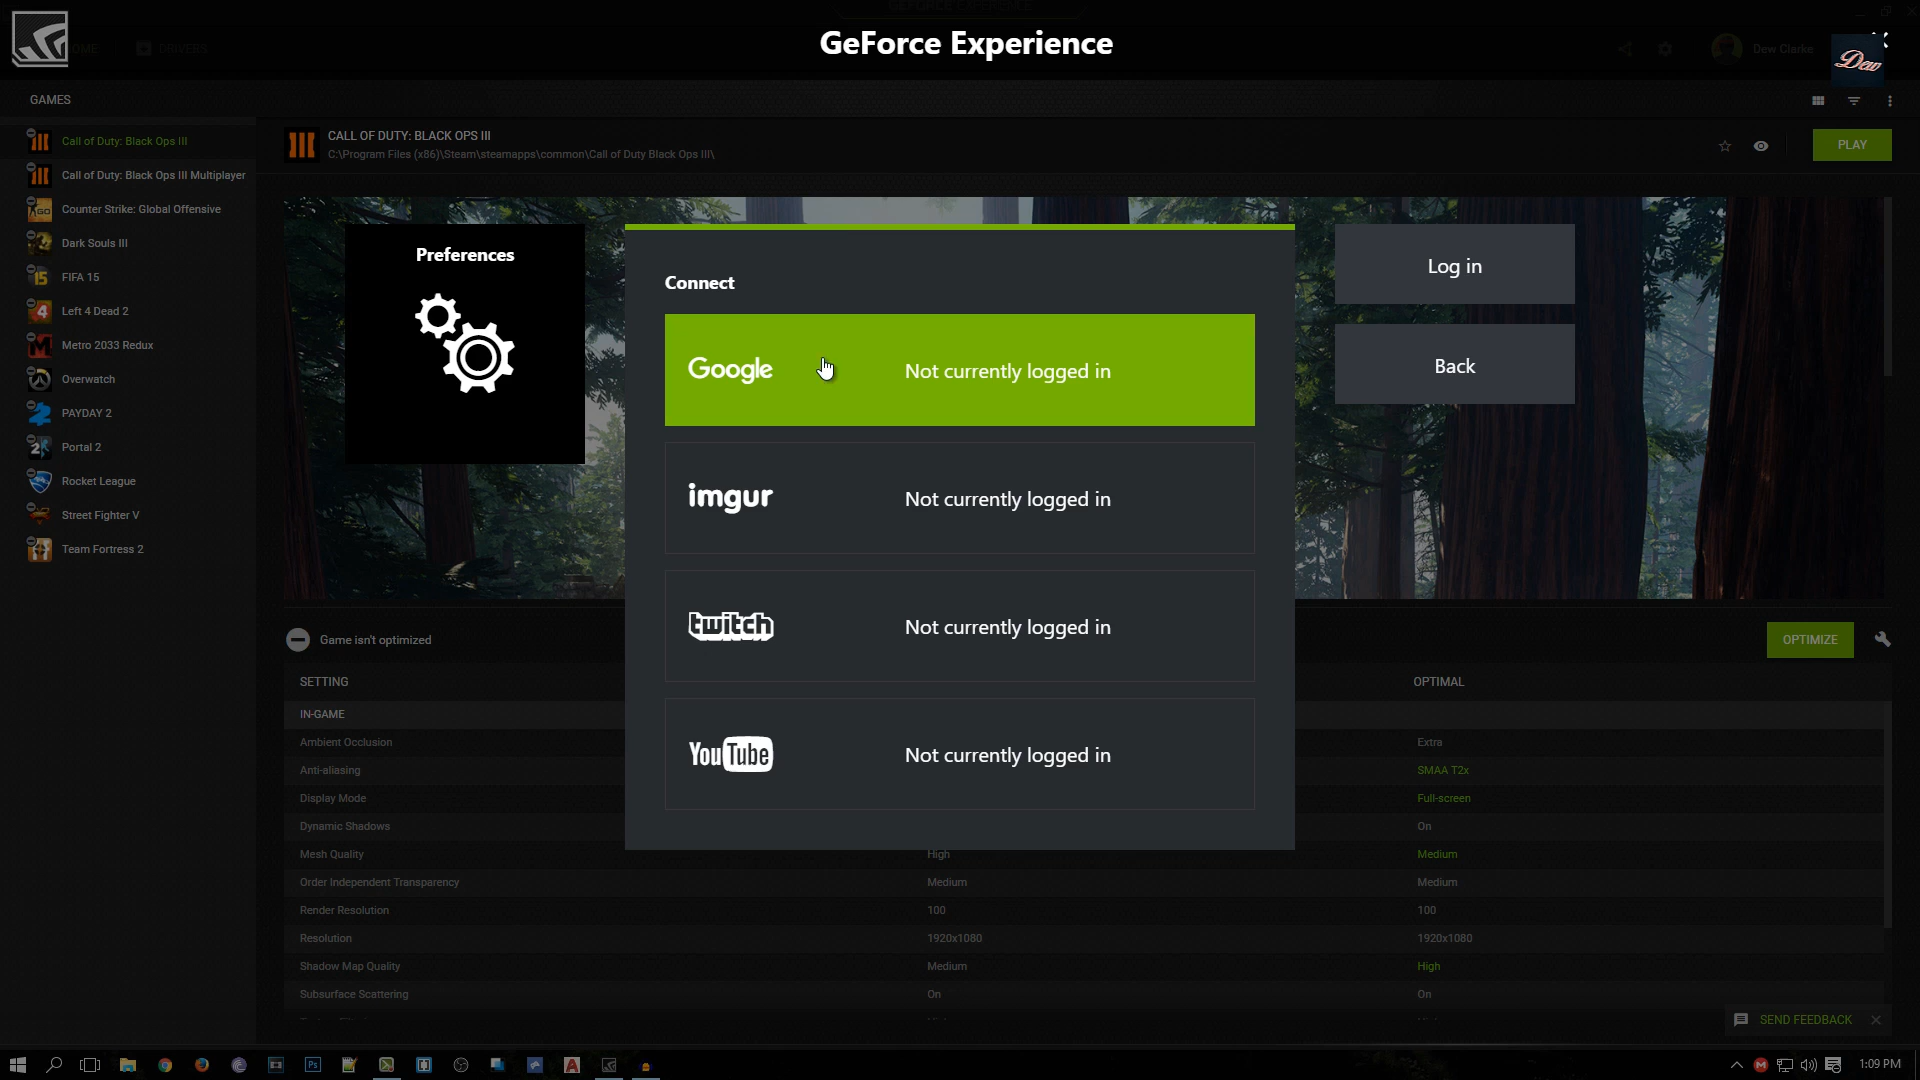 GEFORCE EXPERIENCE
GeForce Experience
HOME
DRIVERS
Dew Clarke
Dew
GAMES
Call of Duty: Black Ops III
Call of Duty: Black Ops III Multiplayer
Counter Strike: Global Offensive
Dark Souls III
FIFA 15
Left 4 Dead 2
Metro 2033 Redux
Overwatch
PAYDAY 2
Portal 2
Rocket League
Street Fighter V
Team Fortress 2
CALL OF DUTY: BLACK OPS III
C:\Program Files (x86)\Steam\steamapps\common\Call of Duty Black Ops III\
PLAY
Preferences
Connect
Google Not currently logged in
imgur Not currently logged in
twitch Not currently logged in
YouTube Not currently logged in
Log in
Back
Game isn't optimized
OPTIMIZE
SETTING OPTIMAL
IN-GAME
Ambient Occlusion Extra
Anti-aliasing SMAA T2x
Display Mode Full-screen
Dynamic Shadows On
Mesh Quality High Medium
Order Independent Transparency Medium Medium
Render Resolution 100 100
Resolution 1920x1080 1920x1080
Shadow Map Quality Medium High
Subsurface Scattering On On
SEND FEEDBACK
1:09 PM